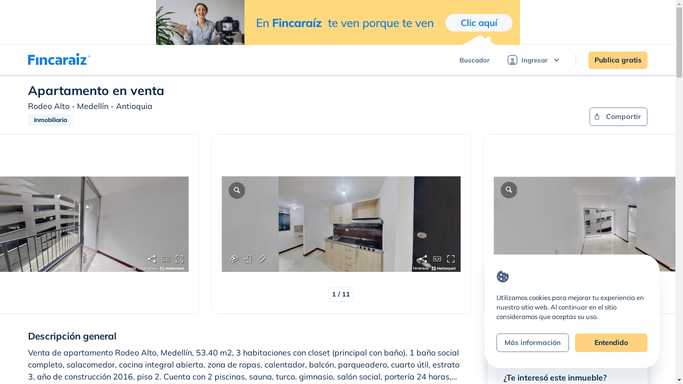 En Fincaraíz te ven porque te ven
Clic aquí
Fincaraíz
Buscador
Ingresar
Publica gratis
Apartamento en venta
Rodeo Alto - Medellín - Antioquia
Inmobiliaria
Compartir
1 / 11
Utilizamos cookies para mejorar tu experiencia en
nuestro sitio web. Al continuar en el sitio
consideramos que aceptas su uso.
Más información
Entendido
Descripción general
Venta de apartamento Rodeo Alto, Medellín, 53.40 m2, 3 habitaciones con closet (principal con baño). 1 baño social
completo, salacomedor, cocina integral abierta, zona de ropas, calentador, balcón, parqueadero, cuarto útil, estrato
3, año de construcción 2016, piso 2. Cuenta con 2 piscinas, sauna, turco, gimnasio, salón social, portería 24 horas,...
¿Te interesó este inmueble?